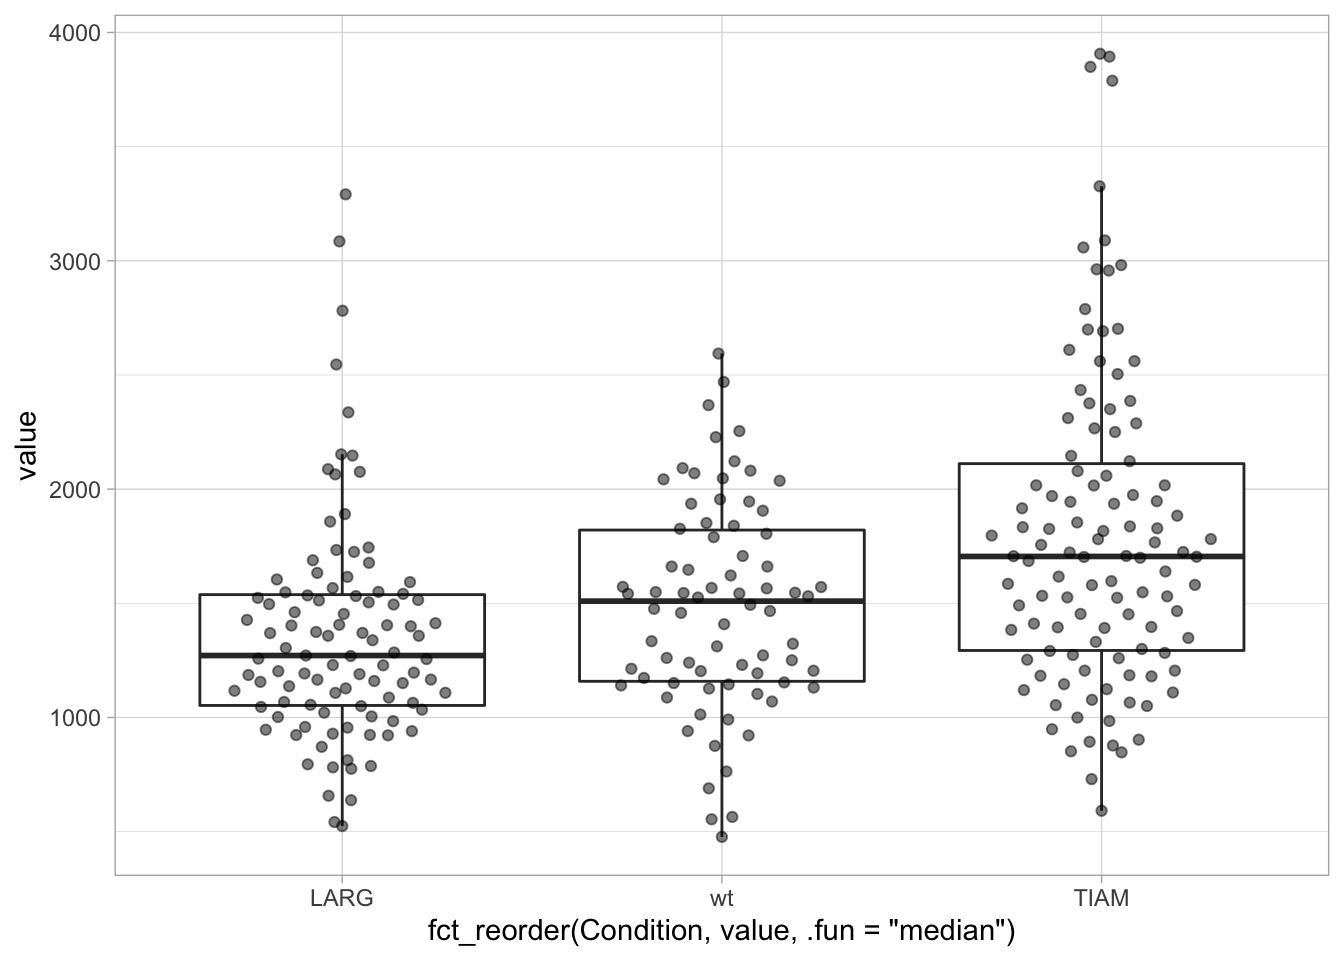 4000
3000
2000
1000
value
LARG wt TIAM
fct_reorder(Condition, value, .fun = "median")